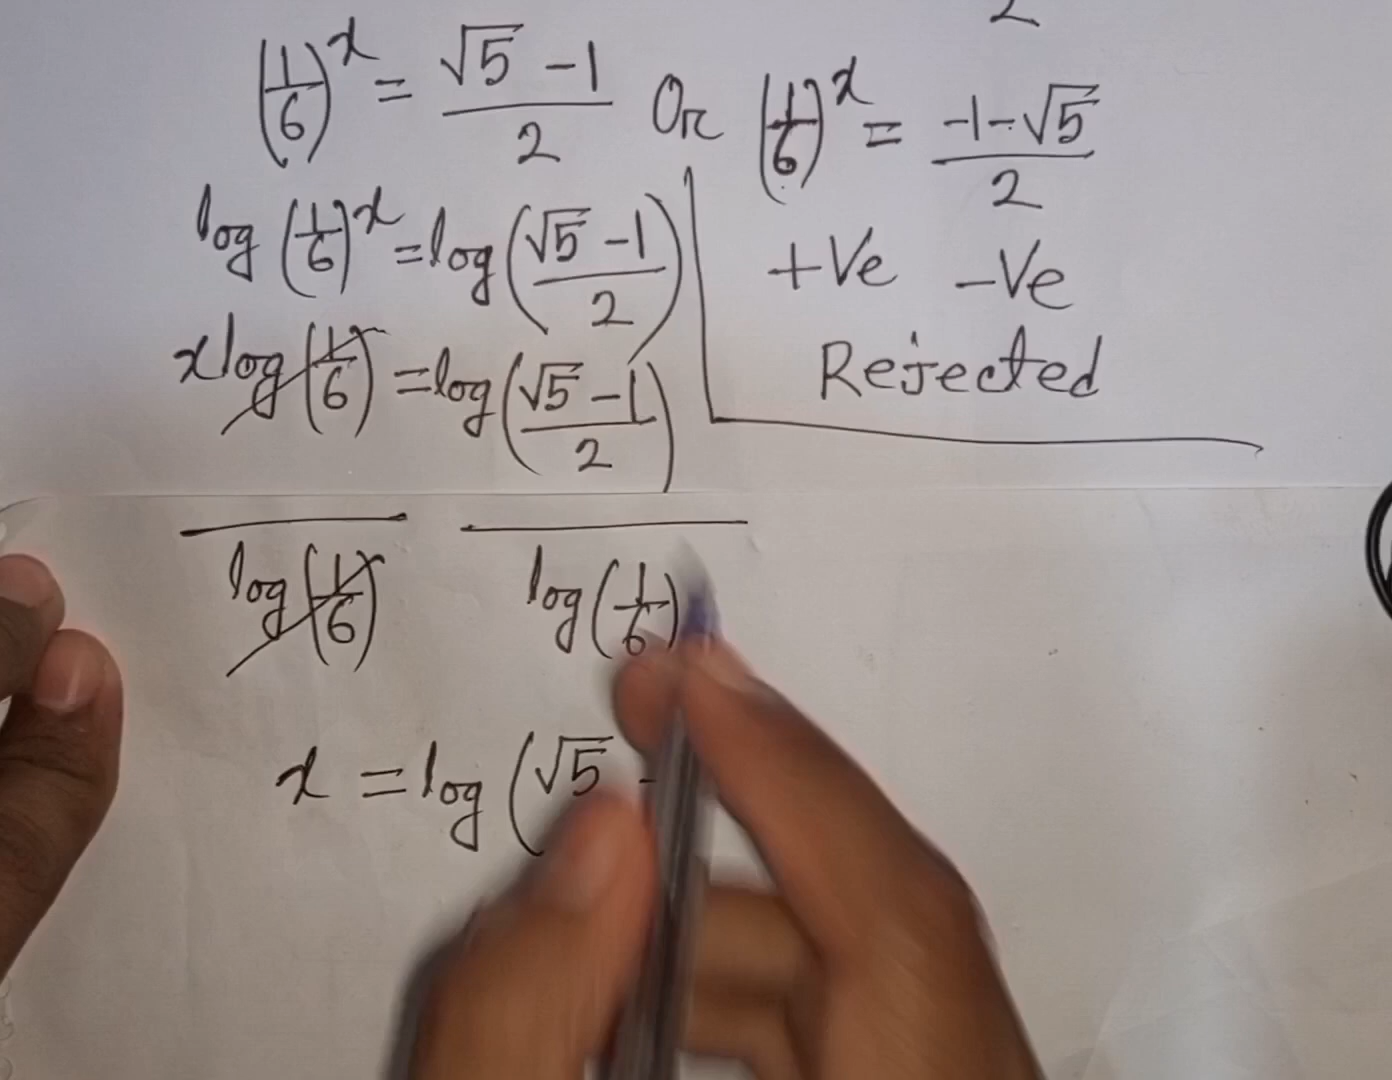 2
(1/6)^x = (√5 - 1)/2 Or (1/6)^x = (-1-√5)/2
log (1/6)^x = log((√5 - 1)/2) +Ve -Ve
x log(1/6) = log((√5 - 1)/2) Rejected
log(1/6) log(1/6)
x = log (√5 -